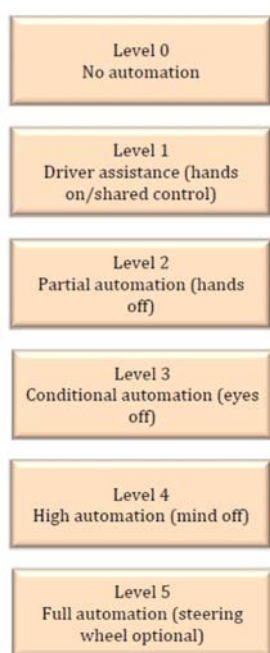 Level 0
No automation
Level 1
Driver assistance (hands
on/shared control)
Level 2
Partial automation (hands
off)
Level 3
Conditional automation (eyes
off)
Level 4
High automation (mind off)
Level 5
Full automation (steering
wheel optional)